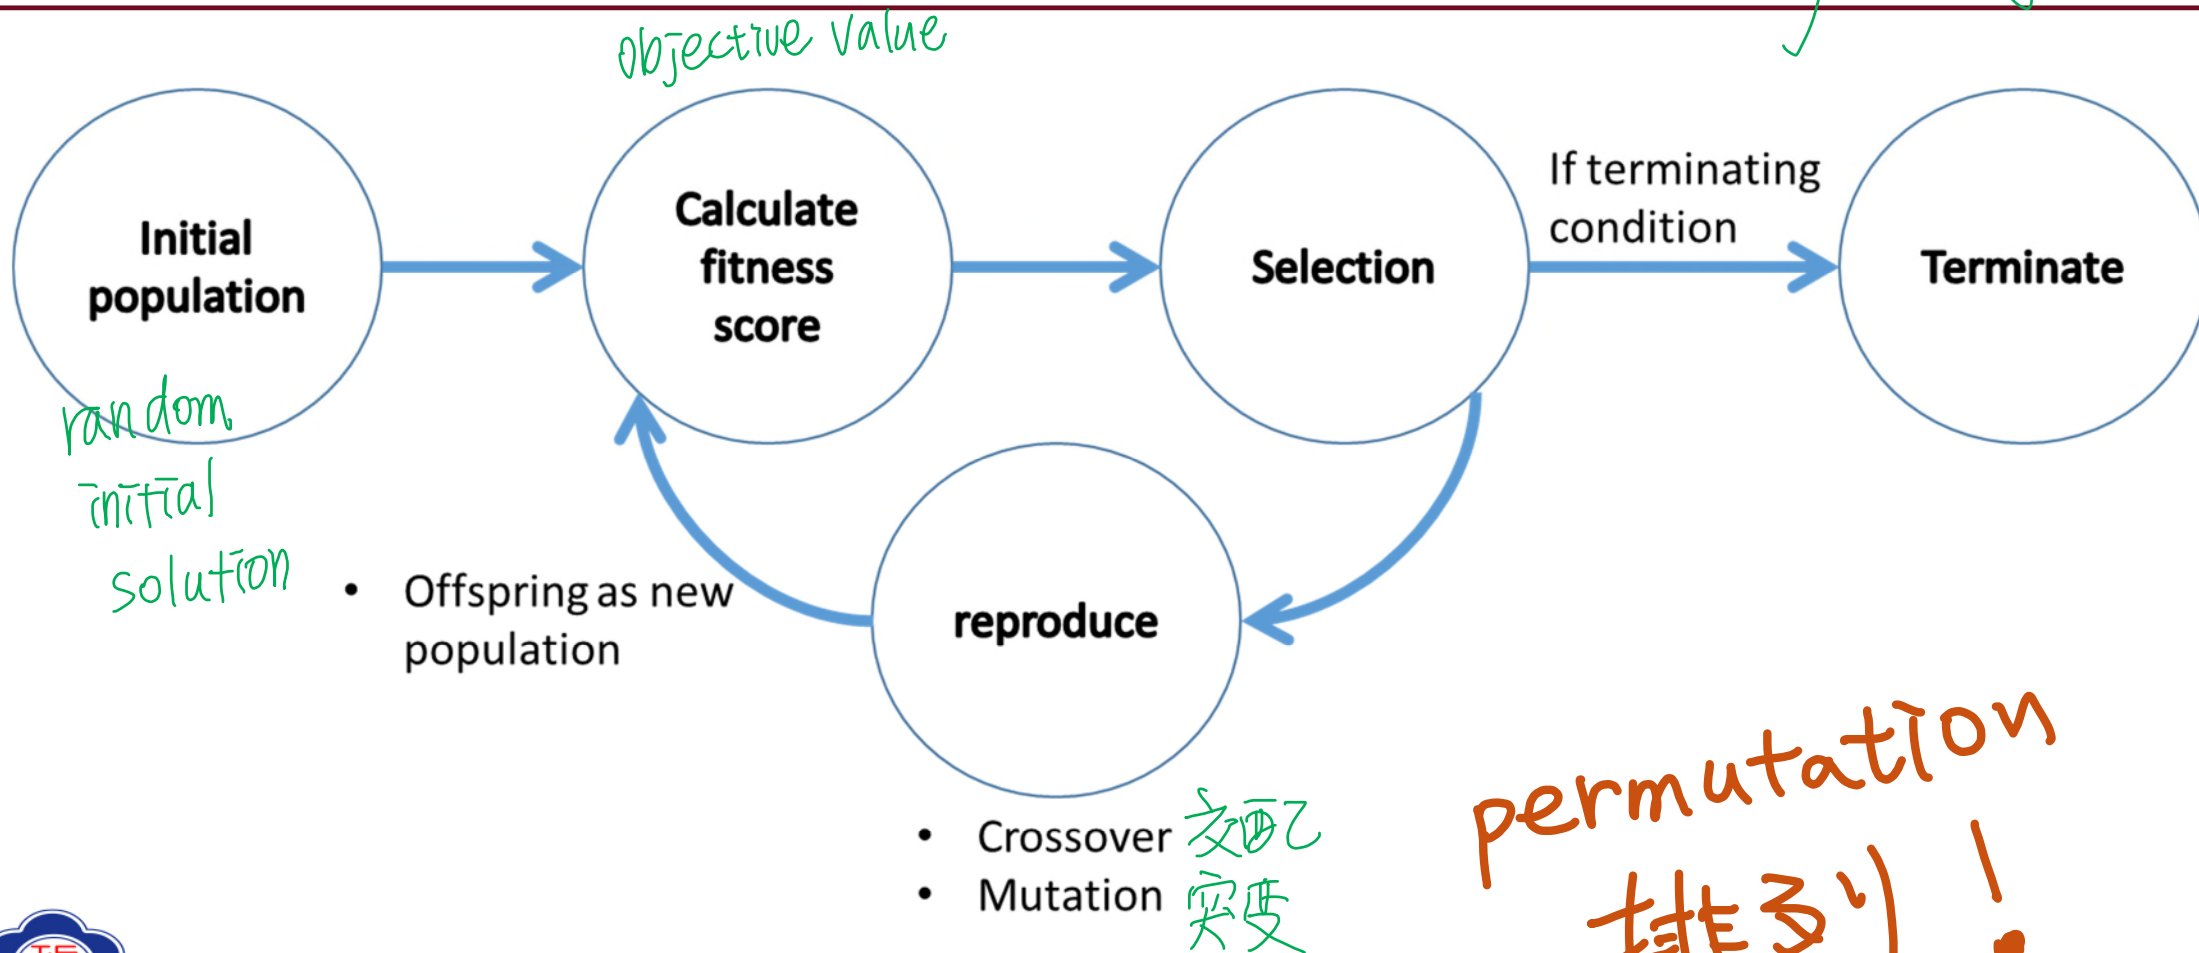 objective value
Initial
population
Calculate
fitness
score
Selection
If terminating
condition
Terminate
random
initial
solution
• Offspring as new
population
reproduce
• Crossover 交配
• Mutation 突变
permutation
排列!